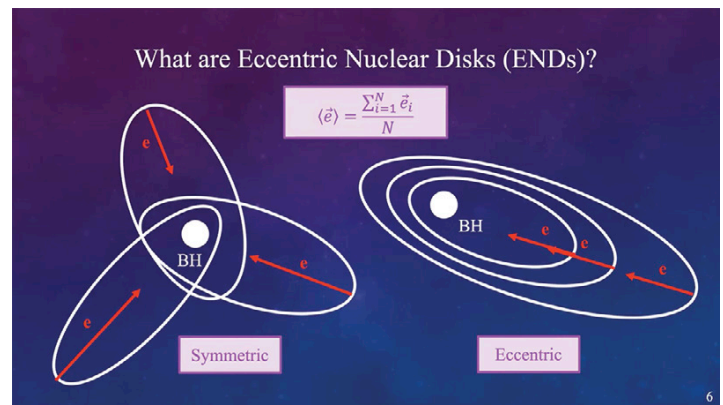 What are Eccentric Nuclear Disks (ENDs)?
⟨e⃗⟩ = ∑ᵢ₌₁ᴺ e⃗ᵢ / N
e
BH
e
e
Symmetric
BH
e
e
e
Eccentric
6